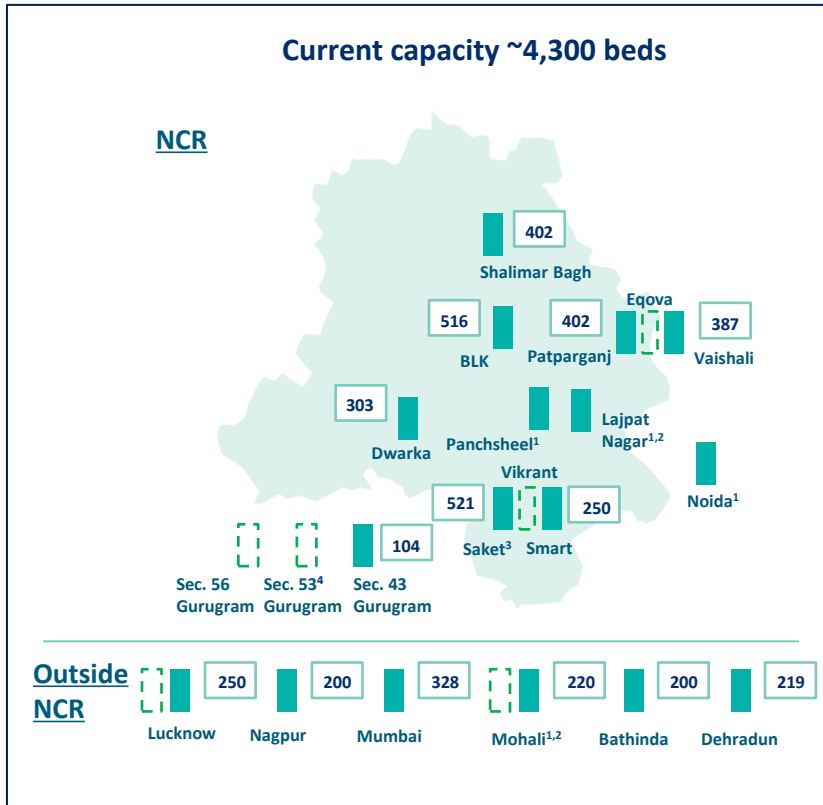 Current capacity ~4,300 beds
NCR
402
Shalimar Bagh
Eqova
516
BLK
402
Patparganj
387
Vaishali
303
Dwarka
Panchsheel¹
Lajpat
Nagar¹,²
Noida¹
Vikrant
521
Saket³
Smart
250
104
Sec. 56
Gurugram
Sec. 53⁴
Gurugram
Sec. 43
Gurugram
Outside
NCR
250
Lucknow
200
Nagpur
328
Mumbai
220
Mohali¹,²
200
Bathinda
219
Dehradun